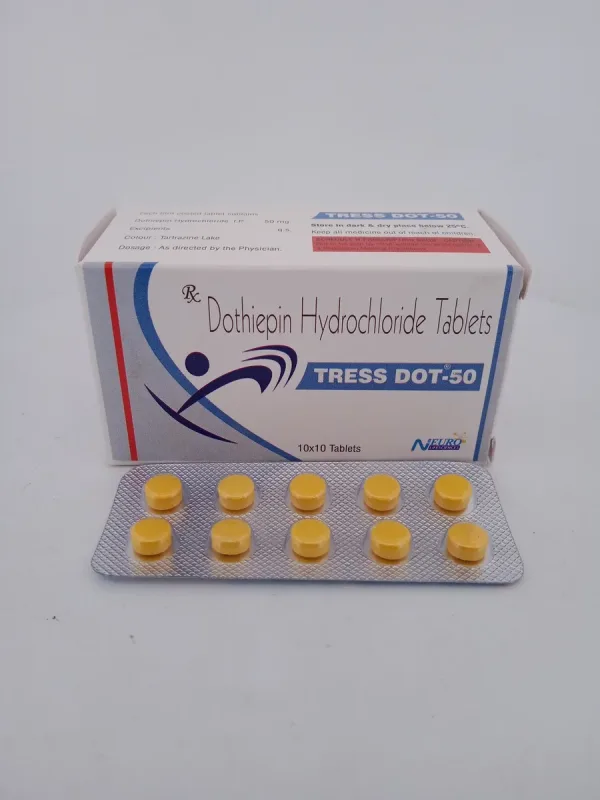 Each film coated tablet contains:
Dothiepin Hydrochloride I.P. 50 mg
Excipients q.s.
Colour : Tartrazine Lake
Dosage : As directed by the Physician.
TRESS DOT-50
Store in dark & dry place below 25°C.
Keep all medicine out of reach of children.
Rx
Dothiepin Hydrochloride Tablets
TRESS DOT®-50
10x10 Tablets
NEURO